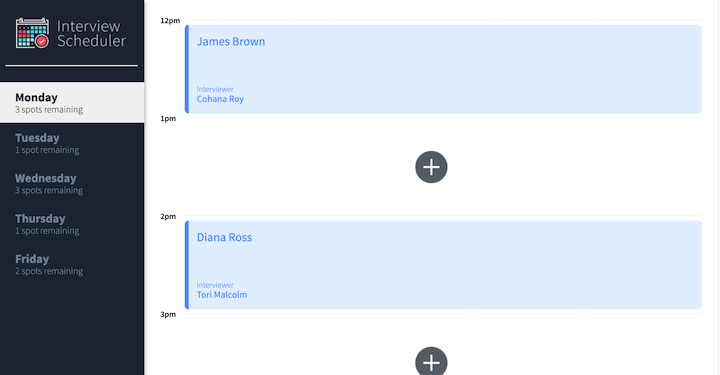 Interview
Scheduler
Monday
3 spots remaining
Tuesday
1 spot remaining
Wednesday
3 spots remaining
Thursday
1 spot remaining
Friday
2 spots remaining
12pm
James Brown
Interviewer
Cohana Roy
1pm
2pm
Diana Ross
Interviewer
Tori Malcolm
3pm